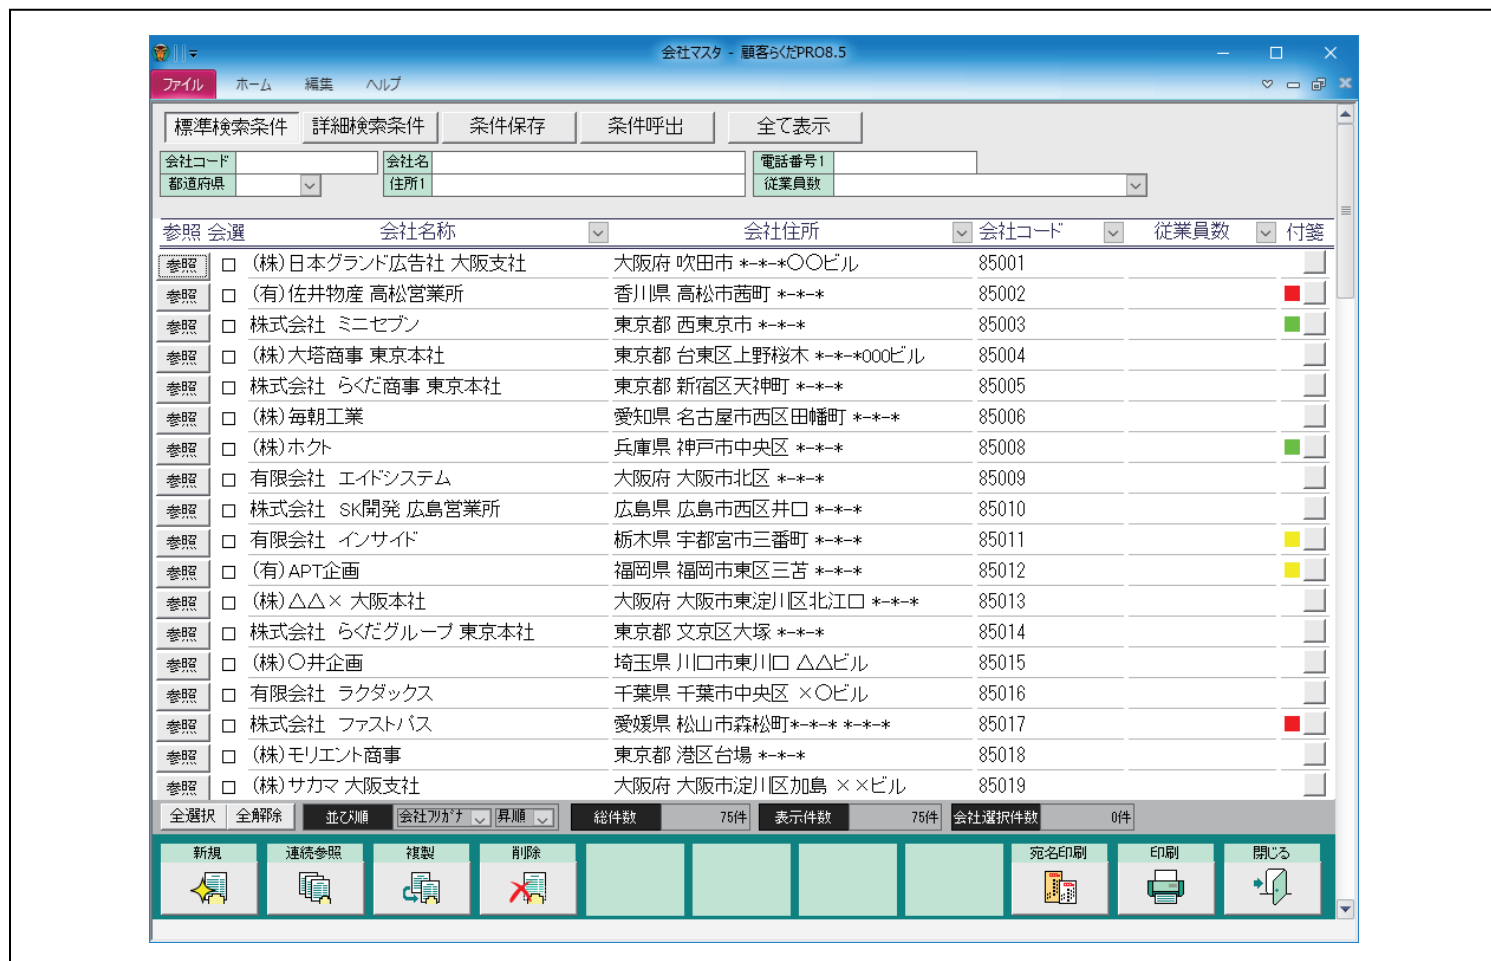 会社マスタ - 顧客らくだPRO8.5
ファイル ホーム 編集 ヘルプ
標準検索条件 詳細検索条件 条件保存 条件呼出 全て表示
会社コード 会社名 電話番号1
都道府県 住所1 従業員数
参照 会選 会社名称 会社住所 会社コード 従業員数 付箋
参照 (株)日本グランド広告社 大阪支社 大阪府 吹田市 *-*-*〇〇ビル 85001
参照 (有)佐井物産 高松営業所 香川県 高松市茜町 *-*-* 85002
参照 株式会社 ミニセブン 東京都 西東京市 *-*-* 85003
参照 (株)大塔商事 東京本社 東京都 台東区上野桜木 *-*-*000ビル 85004
参照 株式会社 らくだ商事 東京本社 東京都 新宿区天神町 *-*-* 85005
参照 (株)毎朝工業 愛知県 名古屋市西区田幡町 *-*-* 85006
参照 (株)ホクト 兵庫県 神戸市中央区 *-*-* 85008
参照 有限会社 エイドシステム 大阪府 大阪市北区 *-*-* 85009
参照 株式会社 SK開発 広島営業所 広島県 広島市西区井口 *-*-* 85010
参照 有限会社 インサイド 栃木県 宇都宮市三番町 *-*-* 85011
参照 (有)APT企画 福岡県 福岡市東区三苫 *-*-* 85012
参照 (株)△△× 大阪本社 大阪府 大阪市東淀川区北江口 *-*-* 85013
参照 株式会社 らくだグループ 東京本社 東京都 文京区大塚 *-*-* 85014
参照 (株)〇井企画 埼玉県 川口市東川口 △△ビル 85015
参照 有限会社 ラクダックス 千葉県 千葉市中央区 ×〇ビル 85016
参照 株式会社 ファストパス 愛媛県 松山市森松町*-*-* *-*-* 85017
参照 (株)モリエント商事 東京都 港区台場 *-*-* 85018
参照 (株)サカマ 大阪支社 大阪府 大阪市淀川区加島 ××ビル 85019
全選択 全解除 並び順 会社フリガナ 昇順 総件数 75件 表示件数 75件 会社選択件数 0件
新規 連続参照 複製 削除 宛名印刷 印刷 閉じる